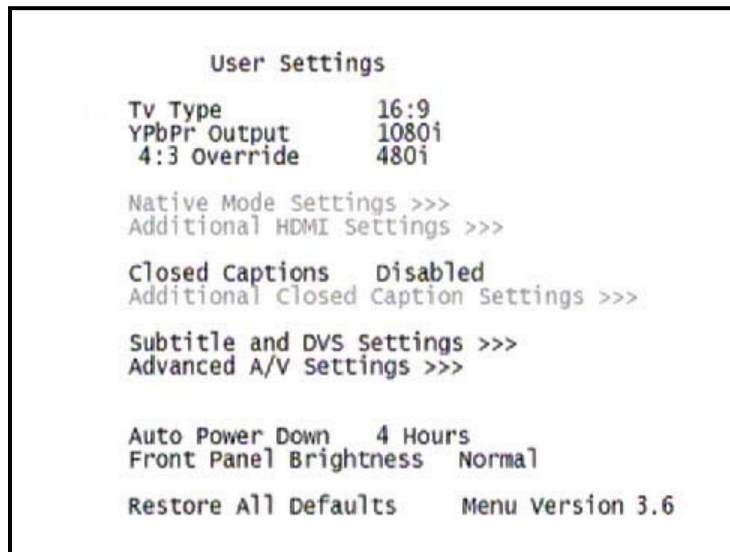 User Settings
Tv Type 16:9
YPbPr Output 1080i
4:3 Override 480i
Native Mode Settings >>>
Additional HDMI Settings >>>
Closed Captions Disabled
Additional Closed Caption Settings >>>
Subtitle and DVS Settings >>>
Advanced A/V Settings >>>
Auto Power Down 4 Hours
Front Panel Brightness Normal
Restore All Defaults Menu Version 3.6